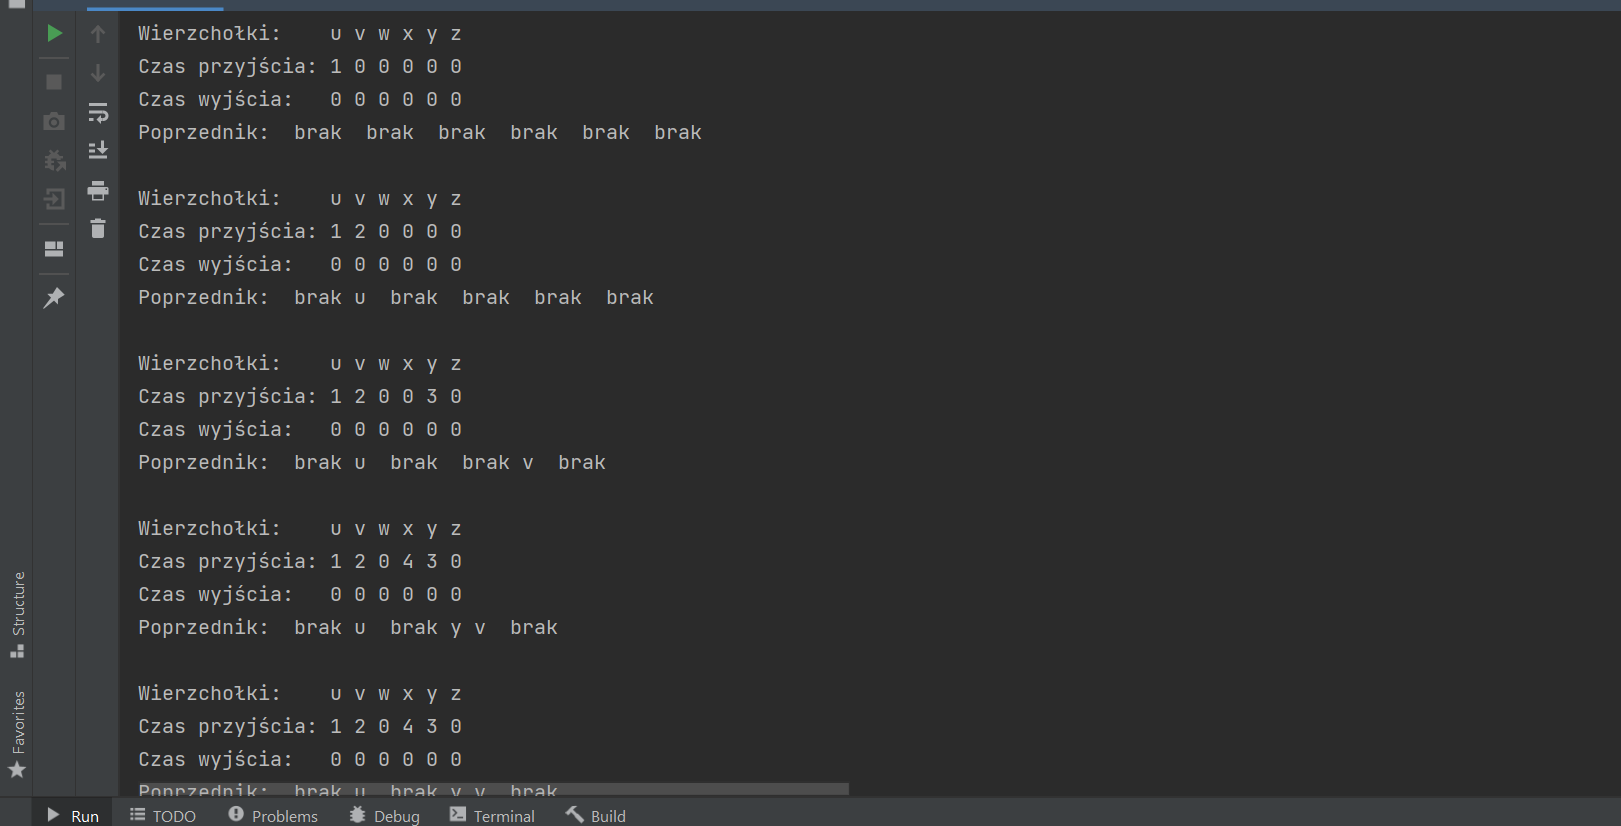 Wierzchołki:    u v w x y z
Czas przyjścia: 1 0 0 0 0 0
Czas wyjścia:   0 0 0 0 0 0
Poprzednik:  brak  brak  brak  brak  brak  brak
Wierzchołki:    u v w x y z
Czas przyjścia: 1 2 0 0 0 0
Czas wyjścia:   0 0 0 0 0 0
Poprzednik:  brak u  brak  brak  brak  brak
Wierzchołki:    u v w x y z
Czas przyjścia: 1 2 0 0 3 0
Czas wyjścia:   0 0 0 0 0 0
Poprzednik:  brak u  brak  brak v  brak
Wierzchołki:    u v w x y z
Czas przyjścia: 1 2 0 4 3 0
Czas wyjścia:   0 0 0 0 0 0
Poprzednik:  brak u  brak y v  brak
Wierzchołki:    u v w x y z
Czas przyjścia: 1 2 0 4 3 0
Czas wyjścia:   0 0 0 0 0 0
Poprzednik:  brak u  brak y v  brak
Structure
Favorites
Run TODO Problems Debug Terminal Build